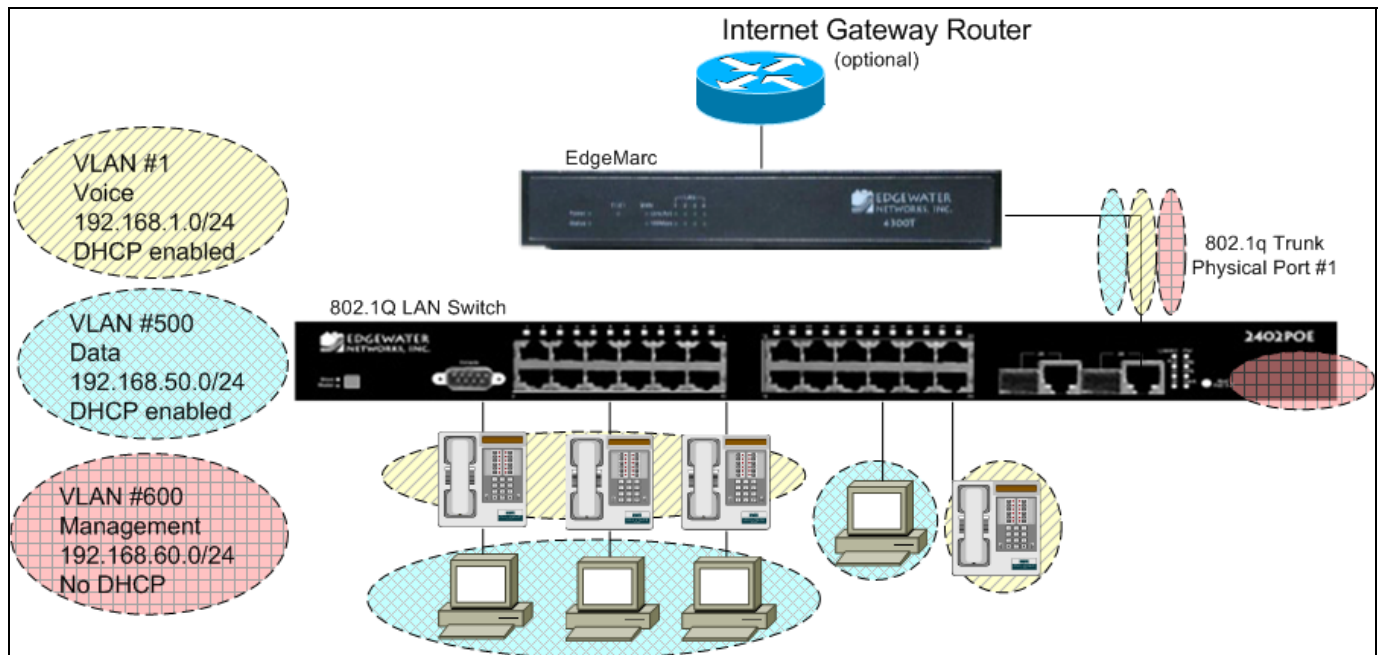 Internet Gateway Router
(optional)
EdgeMarc
EDGEWATER
NETWORKS, INC.
4300T
VLAN #1
Voice
192.168.1.0/24
DHCP enabled
802.1q Trunk
Physical Port #1
802.1Q LAN Switch
EDGEWATER
NETWORKS, INC.
2402POE
VLAN #500
Data
192.168.50.0/24
DHCP enabled
VLAN #600
Management
192.168.60.0/24
No DHCP